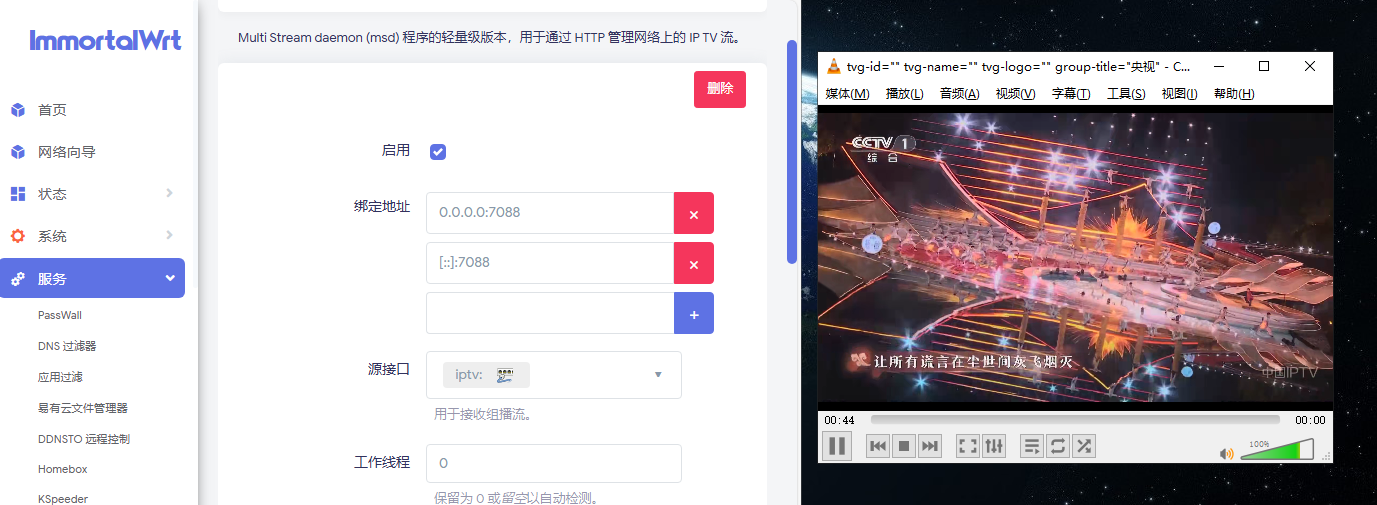 ImmortalWrt
首页
网络向导
状态
系统
服务
PassWall
DNS 过滤器
应用过滤
易有云文件管理器
DDNSTO 远程控制
Homebox
KSpeeder
Multi Stream daemon (msd) 程序的轻量级版本，用于通过 HTTP 管理网络上的 IP TV 流。
删除
启用
绑定地址
0.0.0.0:7088
×
[::]:7088
×
+
源接口
iptv:
用于接收组播流。
工作线程
0
保留为 0 或留空以自动检测。
tvg-id="" tvg-name="" tvg-logo="" group-title="央视" - C...
媒体(M) 播放(L) 音频(A) 视频(V) 字幕(T) 工具(S) 视图(I) 帮助(H)
CCTV 1
综合
让所有谎言在尘世间灰飞烟灭
中国IPTV
00:44
00:00
100%